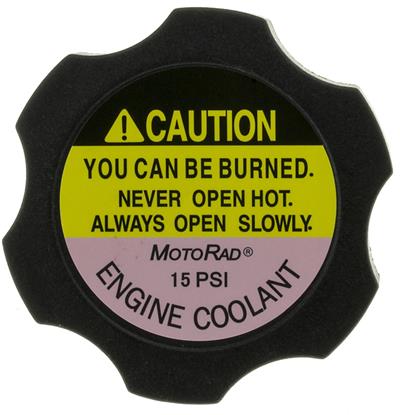 CAUTION
YOU CAN BE BURNED.
NEVER OPEN HOT.
ALWAYS OPEN SLOWLY.
MOTORAD®
15 PSI
ENGINE COOLANT